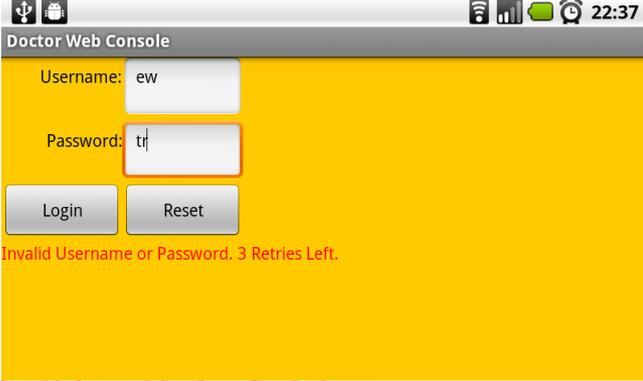 22:37
Doctor Web Console
Username: ew
Password: tr
Login Reset
Invalid Username or Password. 3 Retries Left.